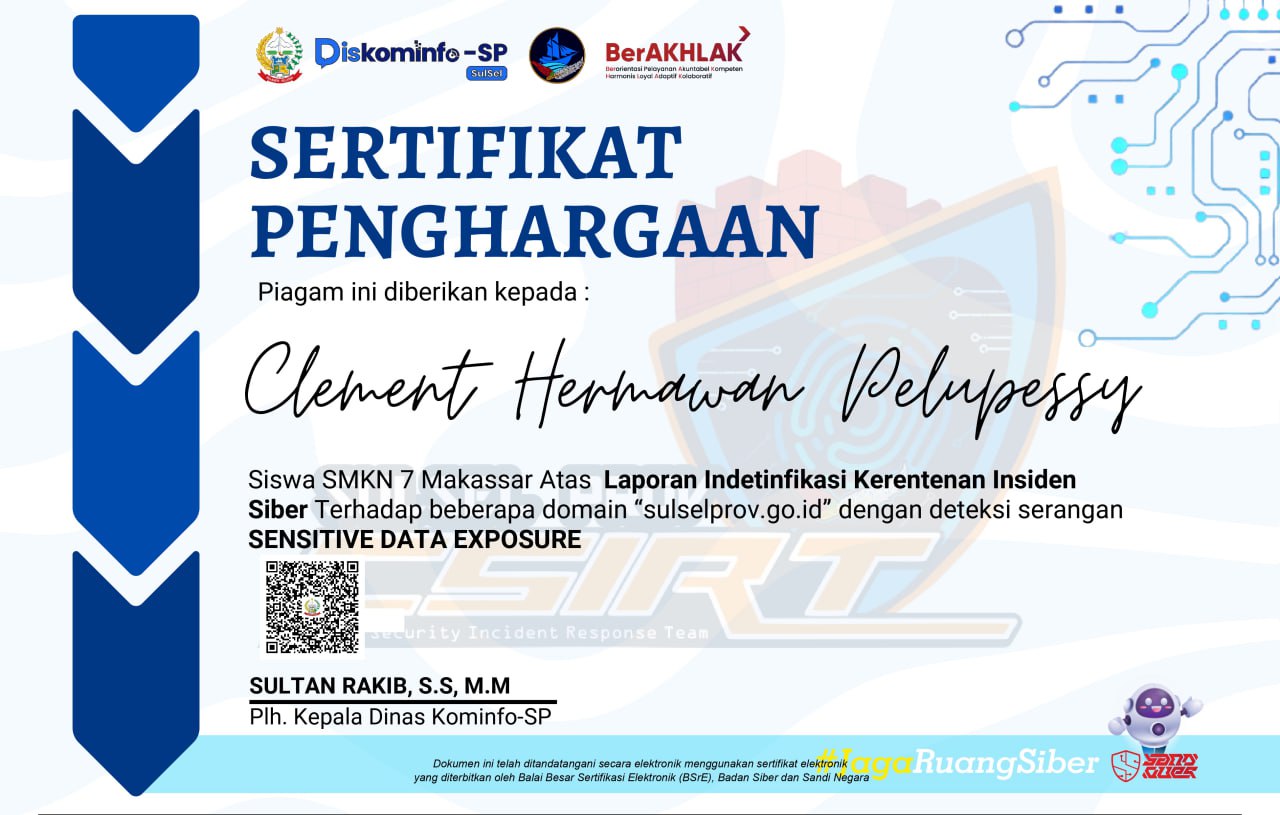 Diskominfo-SP
SulSel
BerAKHLAK
Berorientasi Pelayanan Akuntabel Kompeten
Harmonis Loyal Adaptif Kolaboratif
SERTIFIKAT
PENGHARGAAN
Piagam ini diberikan kepada :
Clement Hermawan Pelupessy
Siswa SMKN 7 Makassar Atas Laporan Indetinfikasi Kerentenan Insiden
Siber Terhadap beberapa domain “sulselprov.go.id” dengan deteksi serangan
SENSITIVE DATA EXPOSURE
SIRT
Security Incident Response Team
SULTAN RAKIB, S.S, M.M
Plh. Kepala Dinas Kominfo-SP
#JagaRuangSiber
Dokumen ini telah ditandatangani secara elektronik menggunakan sertifikat elektronik
yang diterbitkan oleh Balai Besar Sertifikasi Elektronik (BSrE), Badan Siber dan Sandi Negara